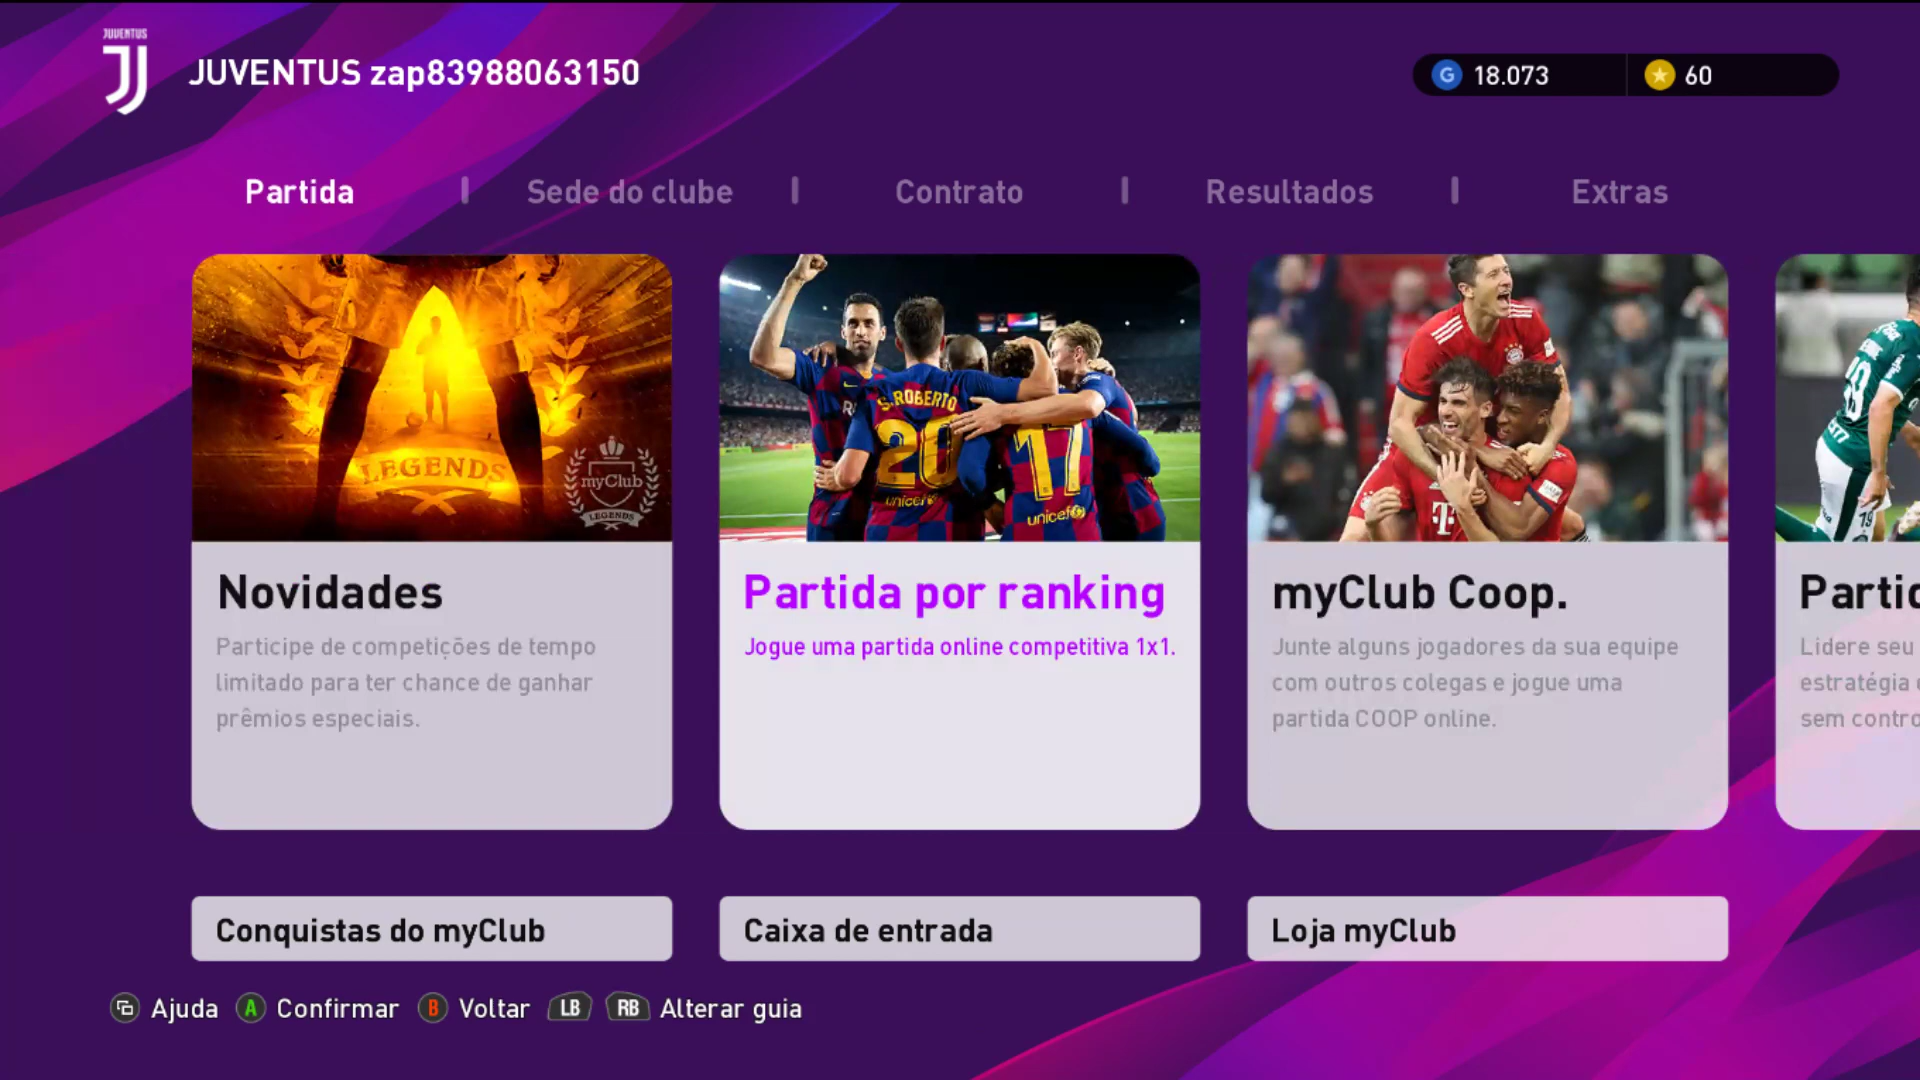 JUVENTUS
JUVENTUS zap83988063150
G 18.073
60
Partida
Sede do clube
Contrato
Resultados
Extras
LEGENDS
myClub
LEGENDS
S.ROBERTO
20
17
unicef
unicef
T
19
Novidades
Participe de competições de tempo
limitado para ter chance de ganhar
prêmios especiais.
Partida por ranking
Jogue uma partida online competitiva 1x1.
myClub Coop.
Junte alguns jogadores da sua equipe
com outros colegas e jogue uma
partida COOP online.
Lidere seu
estratégia
sem
Conquistas do myClub
Caixa de entrada
Loja myClub
Ajuda
A Confirmar
B Voltar
LB RB Alterar guia